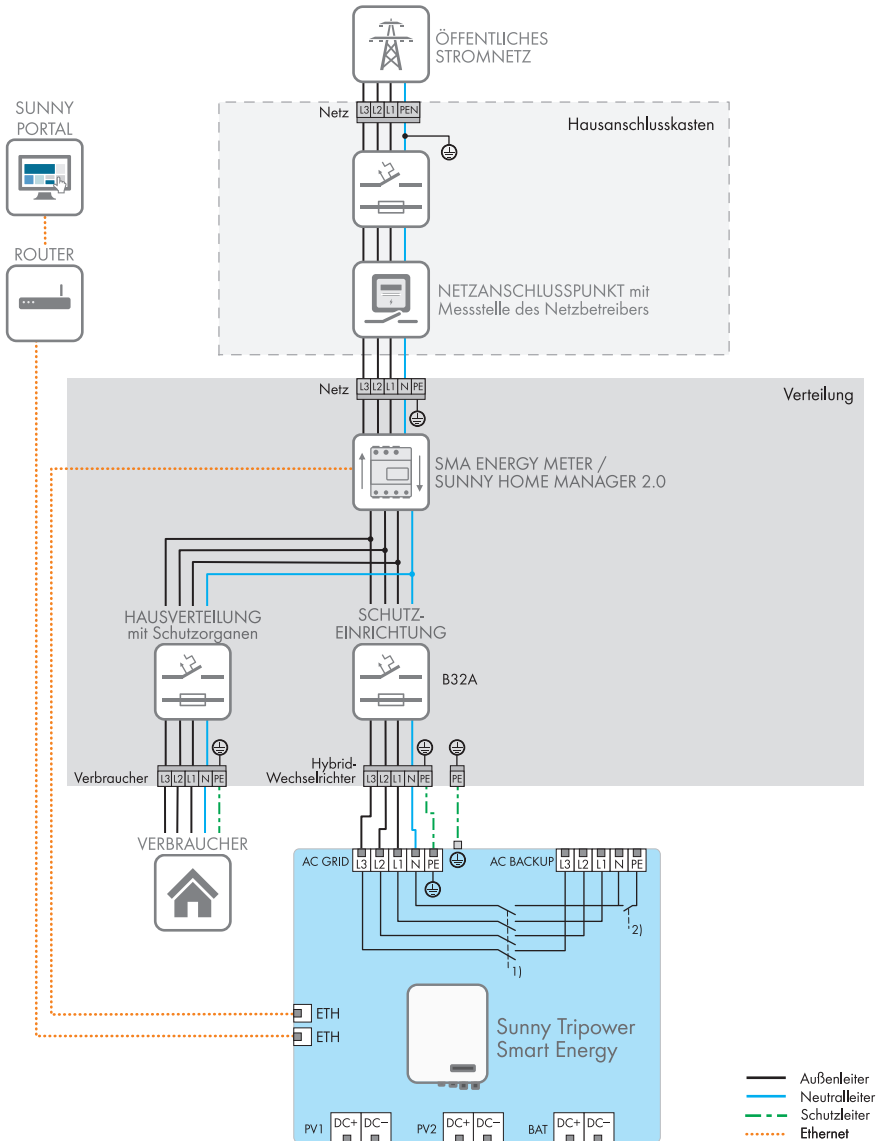 ÖFFENTLICHES
STROMNETZ
Netz
L3 L2 L1 PEN
Hausanschlusskasten
SUNNY
PORTAL
ROUTER
NETZANSCHLUSSPUNKT mit
Messstelle des Netzbetreibers
Netz
L3 L2 L1 N PE
Verteilung
SMA ENERGY METER /
SUNNY HOME MANAGER 2.0
HAUSVERTEILUNG
mit Schutzorganen
SCHUTZ-
EINRICHTUNG
B32A
Verbraucher
L3 L2 L1 N PE
Hybrid-
Wechselrichter
L3 L2 L1 N PE
PE
VERBRAUCHER
AC GRID
L3 L2 L1 N PE
AC BACKUP
L3 L2 L1 N PE
1)
2)
ETH
ETH
Sunny Tripower
Smart Energy
PV1 DC+ DC−
PV2 DC+ DC−
BAT DC+ DC−
Außenleiter
Neutralleiter
Schutzleiter
Ethernet